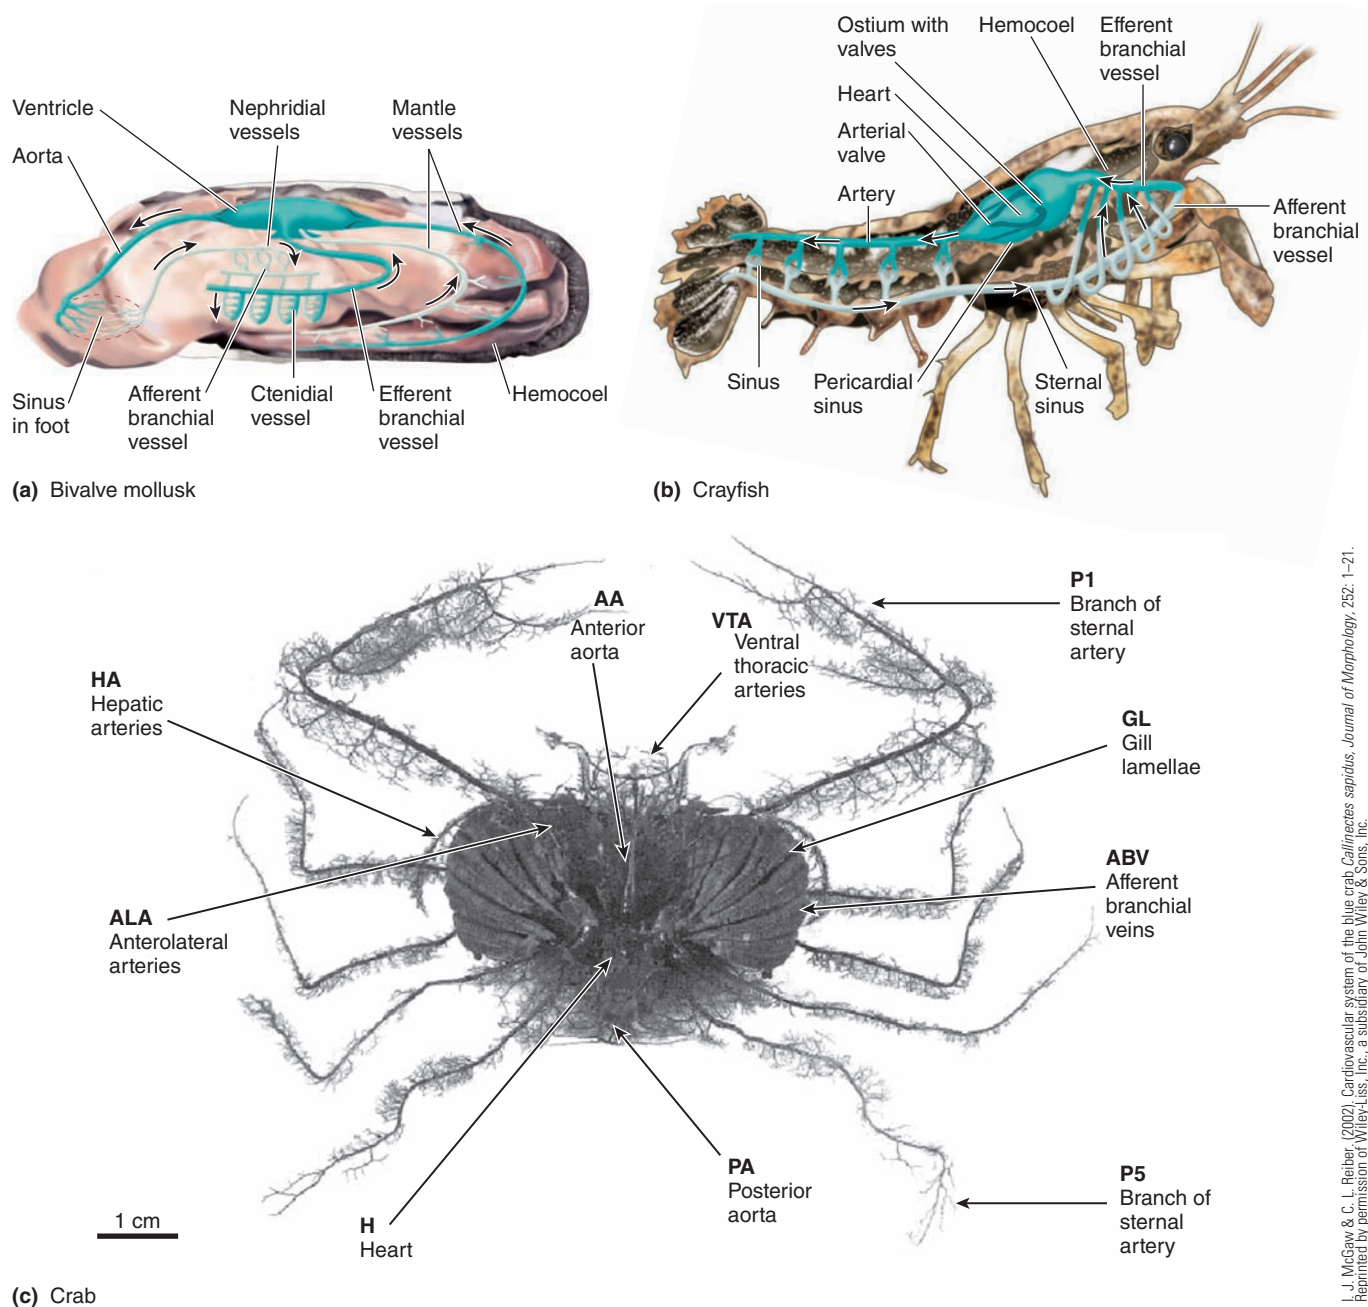 Ventricle
Aorta
Nephridial
vessels
Mantle
vessels
Sinus
in foot
Afferent
branchial
vessel
Ctenidial
vessel
Efferent
branchial
vessel
Hemocoel
(a) Bivalve mollusk
Ostium with
valves
Hemocoel
Efferent
branchial
vessel
Heart
Arterial
valve
Artery
Afferent
branchial
vessel
Sinus
Pericardial
sinus
Sternal
sinus
(b) Crayfish
AA
Anterior
aorta
VTA
Ventral
thoracic
arteries
P1
Branch of
sternal
artery
HA
Hepatic
arteries
GL
Gill
lamellae
ABV
Afferent
branchial
veins
ALA
Anterolateral
arteries
PA
Posterior
aorta
P5
Branch of
sternal
artery
H
Heart
1 cm
(c) Crab
I. J. McGaw & C. L. Reiber. (2002). Cardiovascular system of the blue crab Callinectes sapidus, Journal of Morphology, 252: 1–21.
Reprinted by permission of Wiley-Liss, Inc., a subsidiary of John Wiley & Sons, Inc.